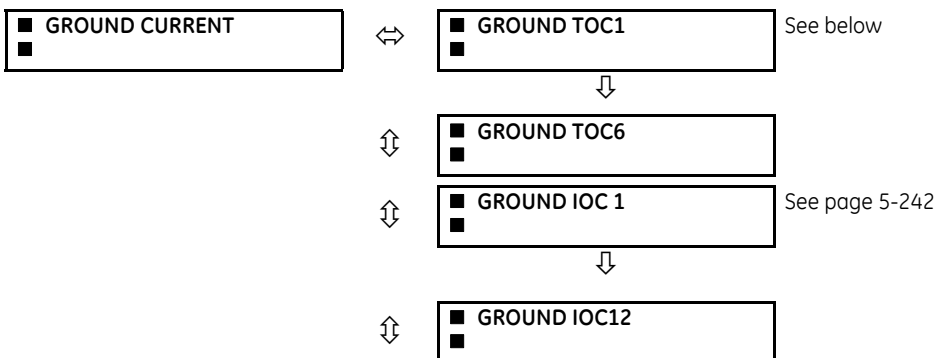 ■ GROUND CURRENT
■
■ GROUND TOC1
■
See below
■ GROUND TOC6
■
■ GROUND IOC 1
■
See page 5-242
■ GROUND IOC12
■